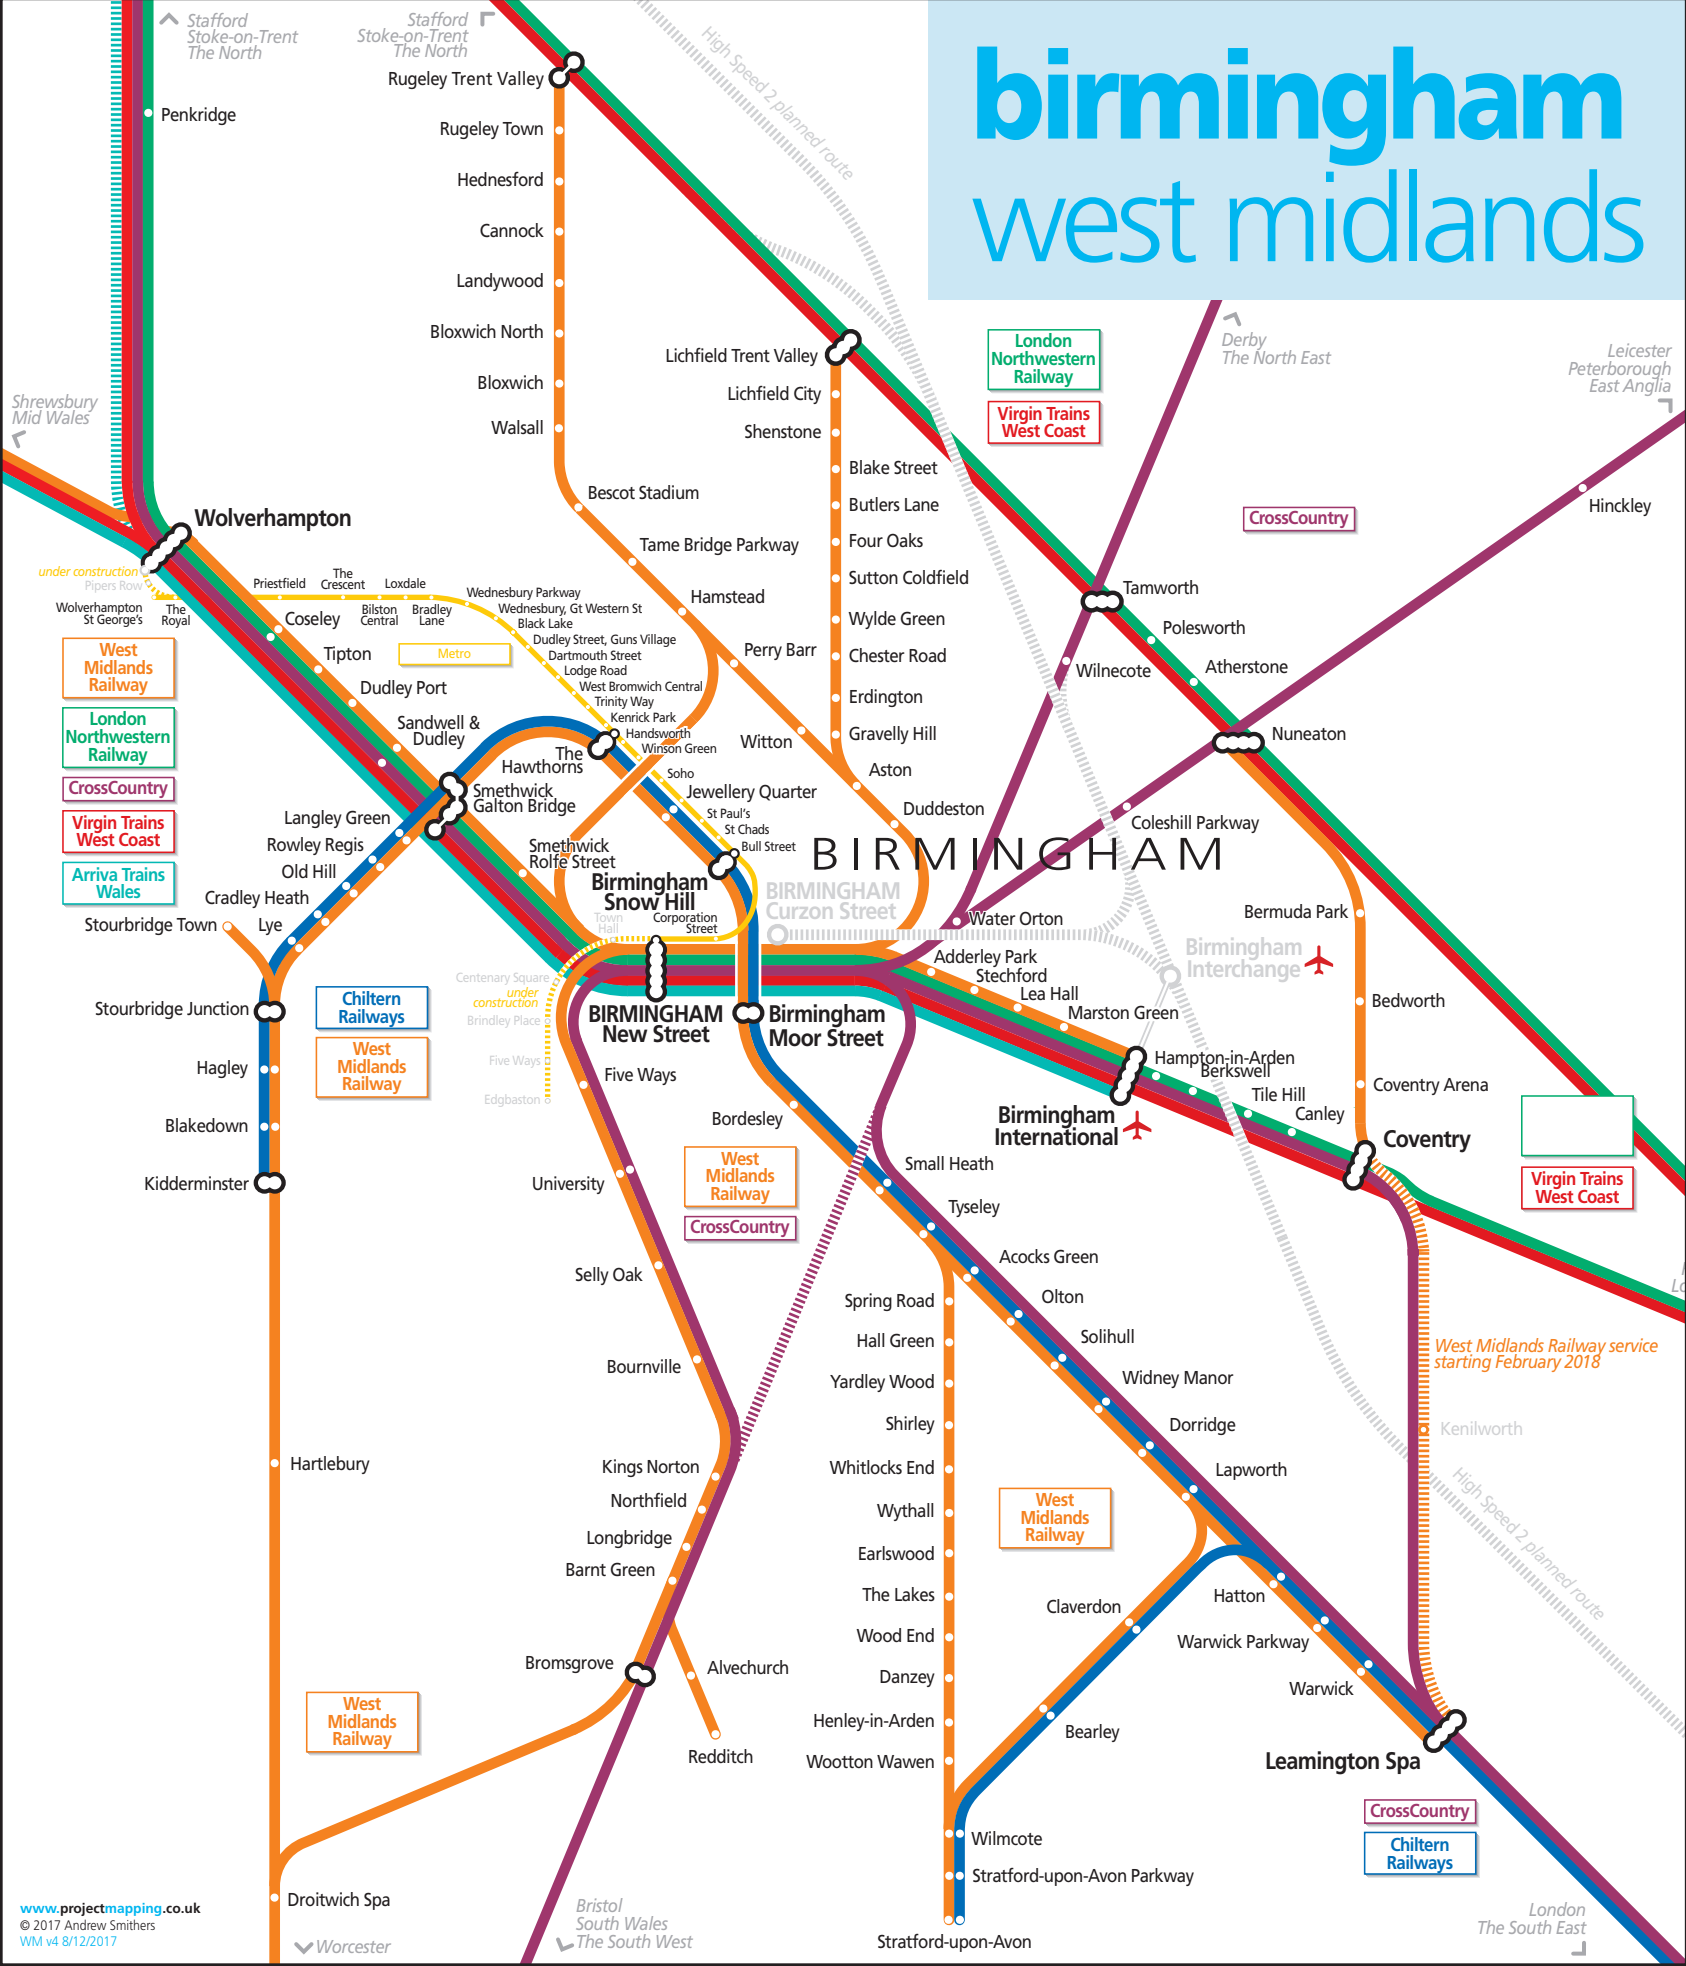 birmingham
west midlands
Stafford
Stoke-on-Trent
The North
Stafford
Stoke-on-Trent
The North
High Speed 2 planned route
Penkridge
Rugeley Trent Valley
Rugeley Town
Hednesford
Cannock
Landywood
Bloxwich North
Bloxwich
Walsall
Bescot Stadium
Tame Bridge Parkway
Hamstead
Perry Barr
Witton
Aston
Duddeston
Lichfield Trent Valley
Lichfield City
Shenstone
Blake Street
Butlers Lane
Four Oaks
Sutton Coldfield
Wylde Green
Chester Road
Erdington
Gravelly Hill
London
Northwestern
Railway
Virgin Trains
West Coast
Derby
The North East
Leicester
Peterborough
East Anglia
CrossCountry
Hinckley
Tamworth
Polesworth
Wilnecote
Atherstone
Nuneaton
Coleshill Parkway
Water Orton
Bermuda Park
Bedworth
Coventry Arena
Shrewsbury
Mid Wales
Wolverhampton
under construction
Pipers Row
Wolverhampton
St George's
The
Royal
Priestfield
The
Crescent
Loxdale
Bilston
Central
Bradley
Lane
Wednesbury Parkway
Wednesbury, Gt Western St
Black Lake
Dudley Street, Guns Village
Dartmouth Street
Lodge Road
West Bromwich Central
Trinity Way
Kenrick Park
Handsworth
Winson Green
Soho
Jewellery Quarter
St Paul's
St Chads
Bull Street
Metro
Coseley
Tipton
Dudley Port
Sandwell &
Dudley
The
Hawthorns
Smethwick
Galton Bridge
Smethwick
Rolfe Street
West
Midlands
Railway
London
Northwestern
Railway
CrossCountry
Virgin Trains
West Coast
Arriva Trains
Wales
Langley Green
Rowley Regis
Old Hill
Cradley Heath
Lye
Stourbridge Town
Stourbridge Junction
Hagley
Blakedown
Kidderminster
Hartlebury
Droitwich Spa
Chiltern
Railways
West
Midlands
Railway
BIRMINGHAM
Birmingham
Snow Hill
Town
Hall
Corporation
Street
BIRMINGHAM
Curzon Street
Centenary Square
under
construction
Brindley Place
Five Ways
Edgbaston
BIRMINGHAM
New Street
Birmingham
Moor Street
Birmingham
Interchange
Adderley Park
Stechford
Lea Hall
Marston Green
Birmingham
International
Hampton-in-Arden
Berkswell
Tile Hill
Canley
Coventry
Virgin Trains
West Coast
Five Ways
University
Selly Oak
Bournville
Kings Norton
Northfield
Longbridge
Barnt Green
Bromsgrove
Alvechurch
Redditch
West
Midlands
Railway
CrossCountry
Bordesley
Small Heath
Tyseley
Acocks Green
Olton
Solihull
Widney Manor
Dorridge
Lapworth
Hatton
Warwick Parkway
Warwick
Leamington Spa
Spring Road
Hall Green
Yardley Wood
Shirley
Whitlocks End
Wythall
Earlswood
The Lakes
Wood End
Danzey
Henley-in-Arden
Wootton Wawen
Wilmcote
Stratford-upon-Avon Parkway
Stratford-upon-Avon
Claverdon
Bearley
West
Midlands
Railway
West Midlands Railway service
starting February 2018
Kenilworth
High Speed 2 planned route
West
Midlands
Railway
CrossCountry
Chiltern
Railways
London
The South East
Bristol
South Wales
The South West
Worcester
www.projectmapping.co.uk
© 2017 Andrew Smithers
WM v4 8/12/2017